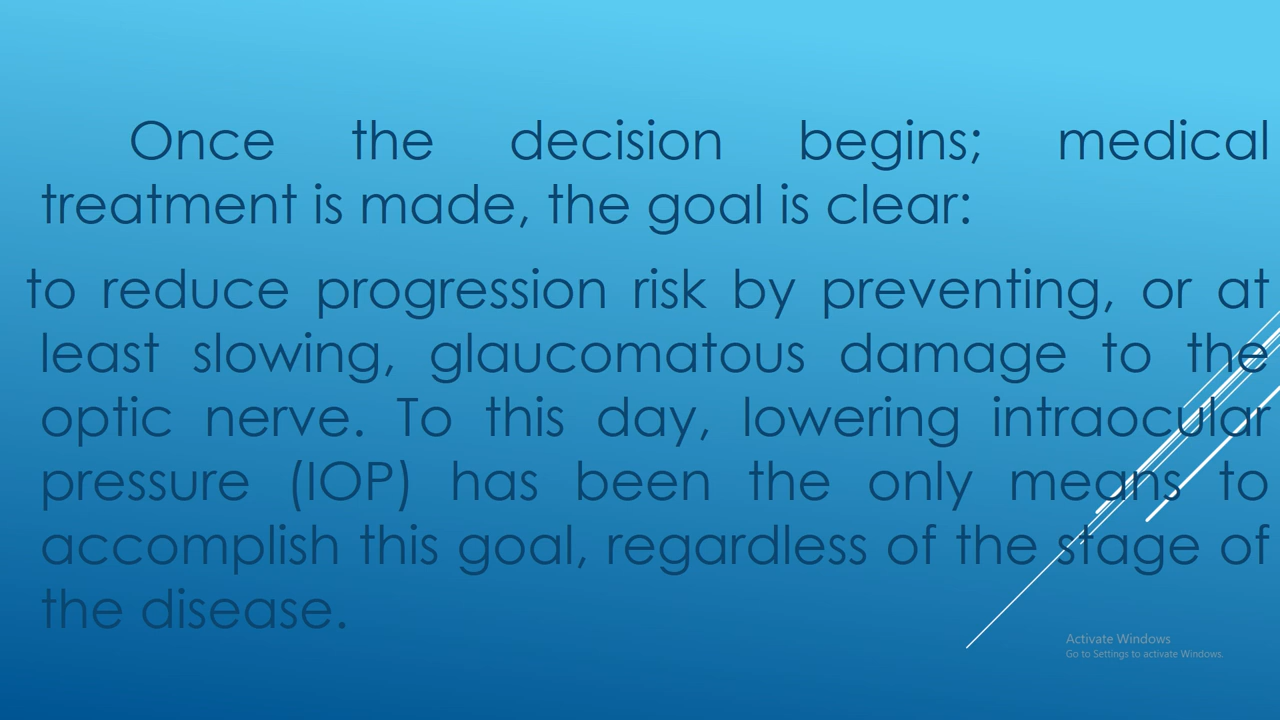 Once the decision begins; medical
treatment is made, the goal is clear:
to reduce progression risk by preventing, or at
least slowing, glaucomatous damage to the
optic nerve. To this day, lowering intraocular
pressure (IOP) has been the only means to
accomplish this goal, regardless of the stage of
the disease.
Activate Windows
Go to Settings to activate Windows.